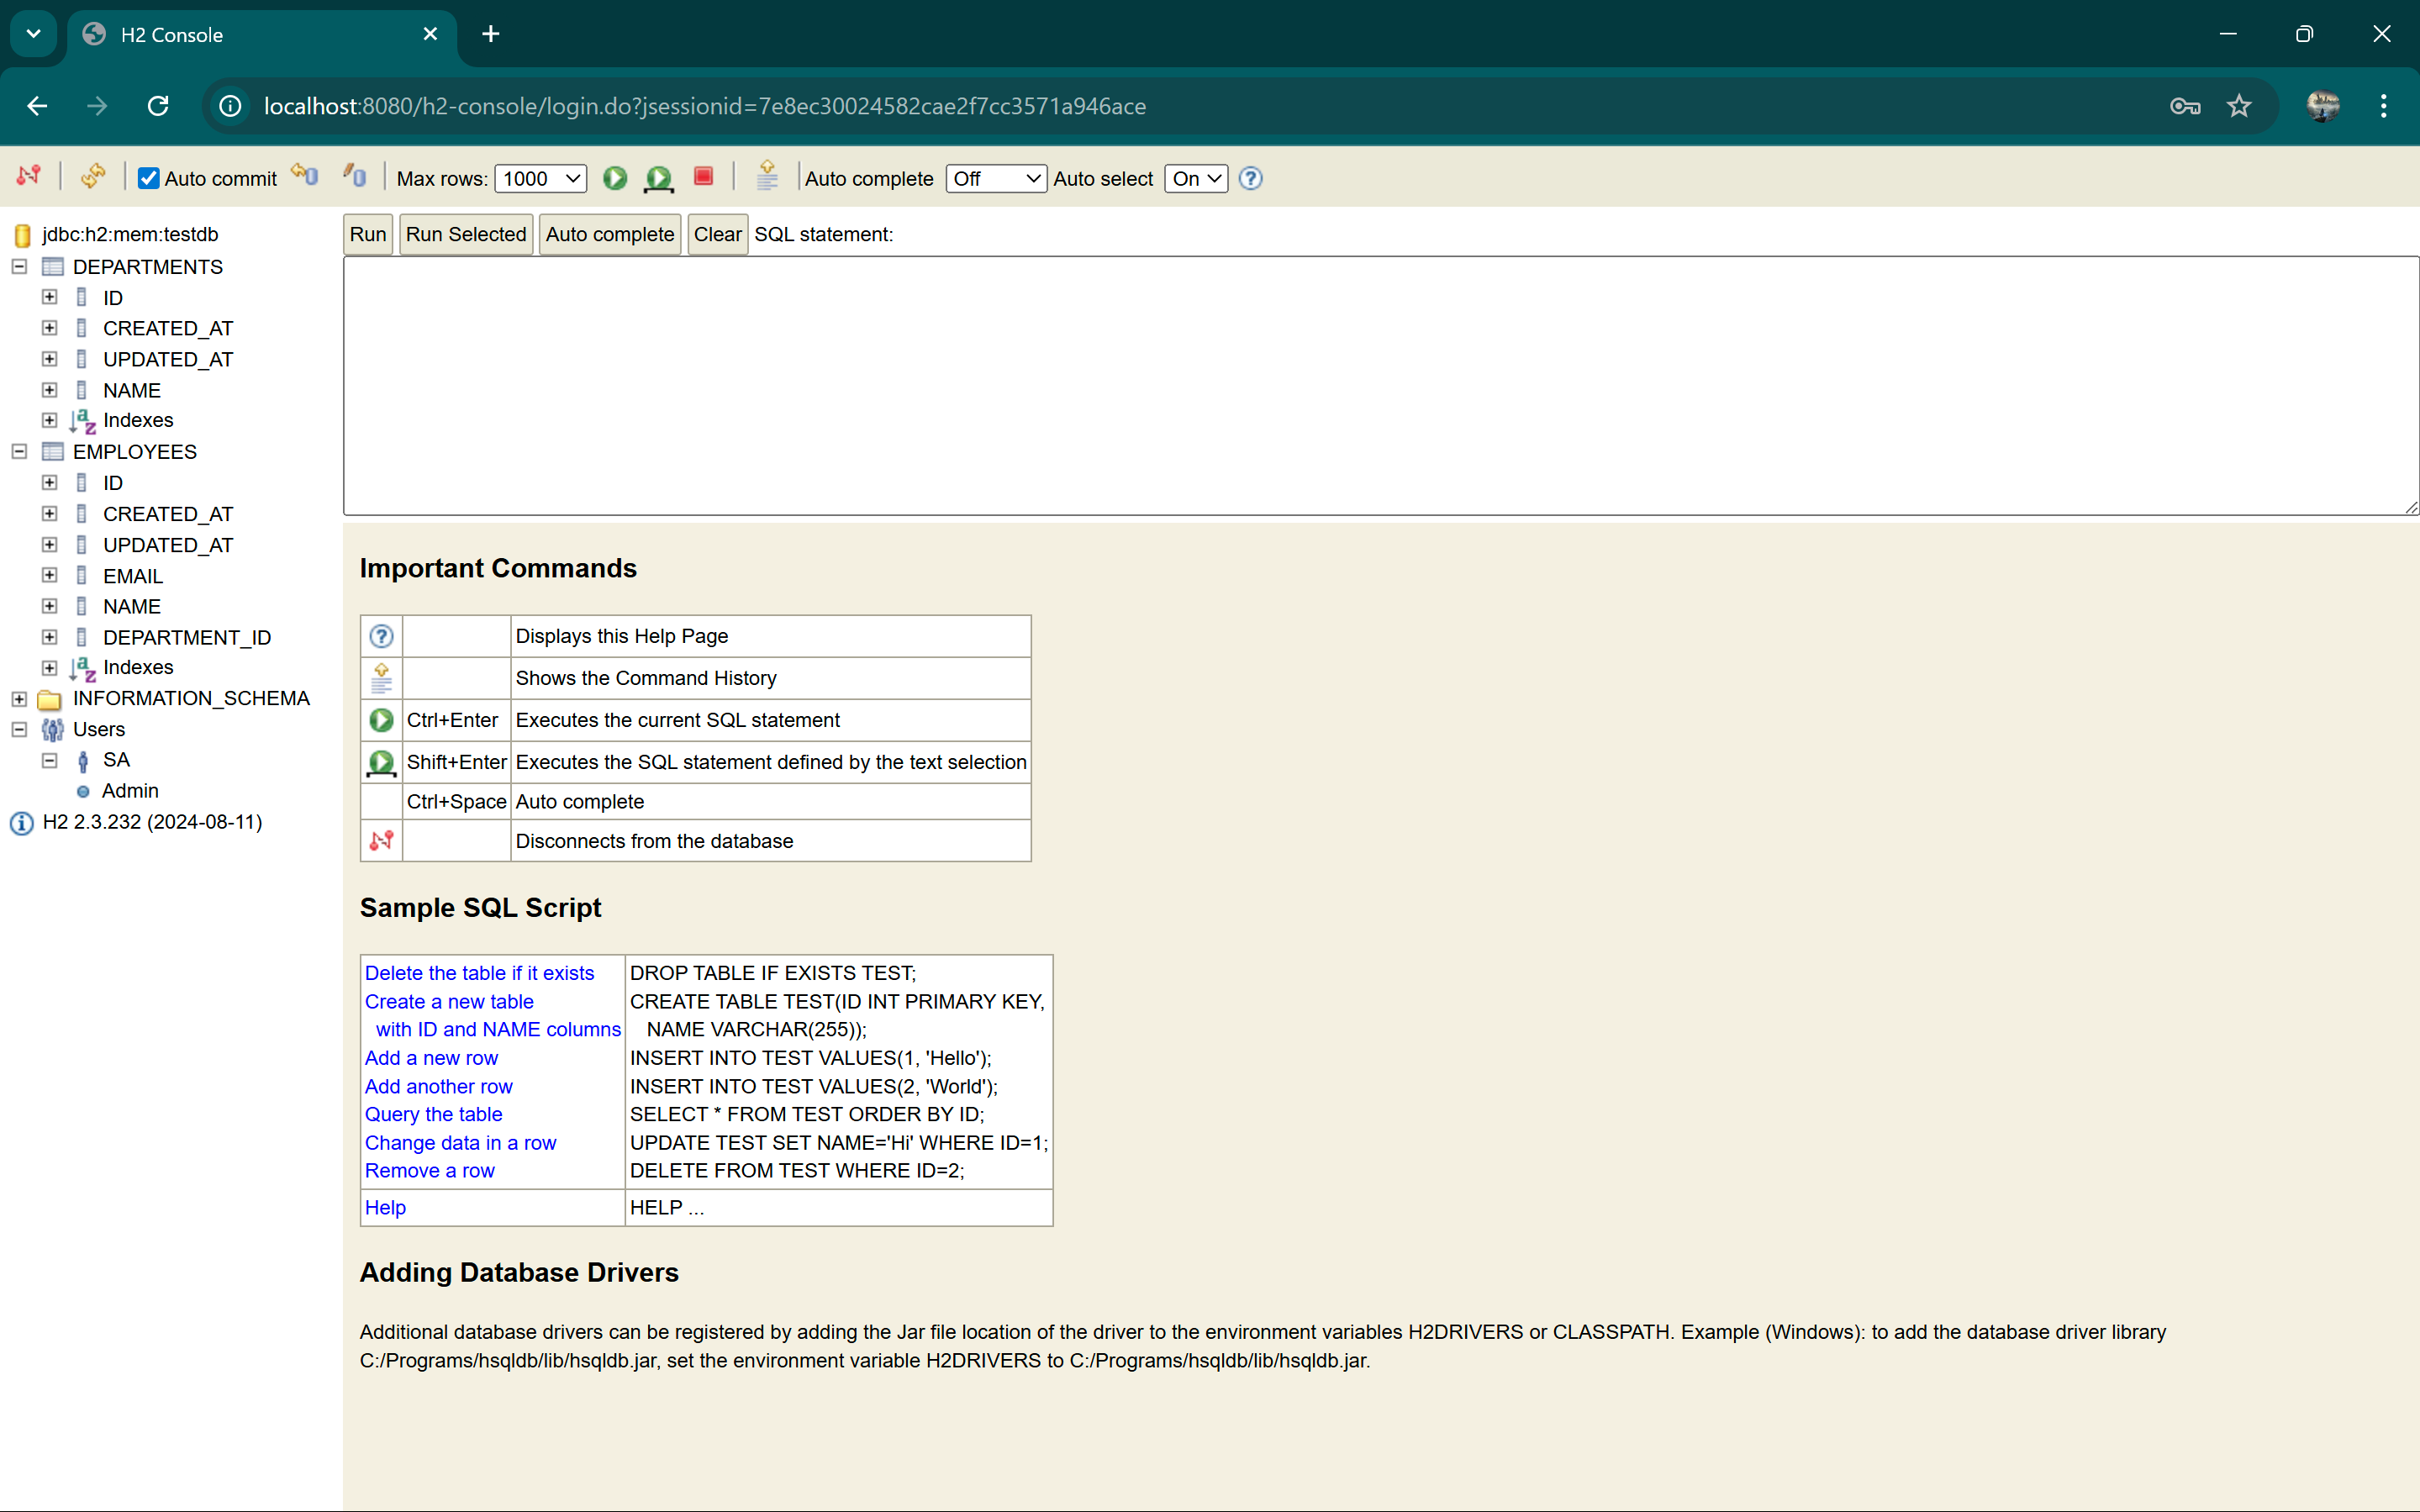 H2 Console
localhost:8080/h2-console/login.do?jsessionid=7e8ec30024582cae2f7cc3571a946ace
Auto commit Max rows: 1000 Auto complete Off Auto select On
jdbc:h2:mem:testdb
DEPARTMENTS
ID
CREATED_AT
UPDATED_AT
NAME
Indexes
EMPLOYEES
ID
CREATED_AT
UPDATED_AT
EMAIL
NAME
DEPARTMENT_ID
Indexes
INFORMATION_SCHEMA
Users
SA
Admin
H2 2.3.232 (2024-08-11)
Run Run Selected Auto complete Clear SQL statement:
Important Commands
Displays this Help Page
Shows the Command History
Ctrl+Enter Executes the current SQL statement
Shift+Enter Executes the SQL statement defined by the text selection
Ctrl+Space Auto complete
Disconnects from the database
Sample SQL Script
Delete the table if it exists DROP TABLE IF EXISTS TEST;
Create a new table CREATE TABLE TEST(ID INT PRIMARY KEY,
with ID and NAME columns NAME VARCHAR(255));
Add a new row INSERT INTO TEST VALUES(1, 'Hello');
Add another row INSERT INTO TEST VALUES(2, 'World');
Query the table SELECT * FROM TEST ORDER BY ID;
Change data in a row UPDATE TEST SET NAME='Hi' WHERE ID=1;
Remove a row DELETE FROM TEST WHERE ID=2;
Help HELP ...
Adding Database Drivers
Additional database drivers can be registered by adding the Jar file location of the driver to the environment variables H2DRIVERS or CLASSPATH. Example (Windows): to add the database driver library
C:/Programs/hsqldb/lib/hsqldb.jar, set the environment variable H2DRIVERS to C:/Programs/hsqldb/lib/hsqldb.jar.